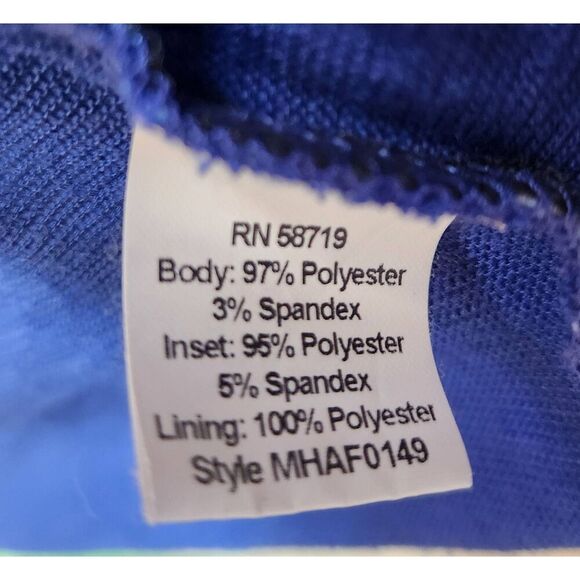 RN 58719
Body: 97% Polyester
3% Spandex
Inset: 95% Polyester
5% Spandex
Lining: 100% Polyester
Style MHAF0149